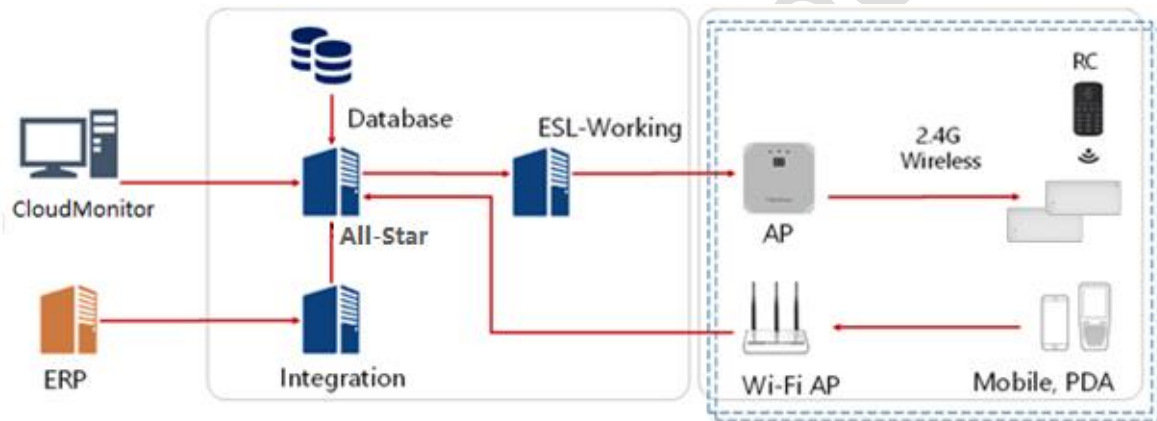 Database
ESL-Working
RC
2.4G
Wireless
CloudMonitor
All-Star
AP
ERP
Integration
Wi-Fi AP
Mobile, PDA